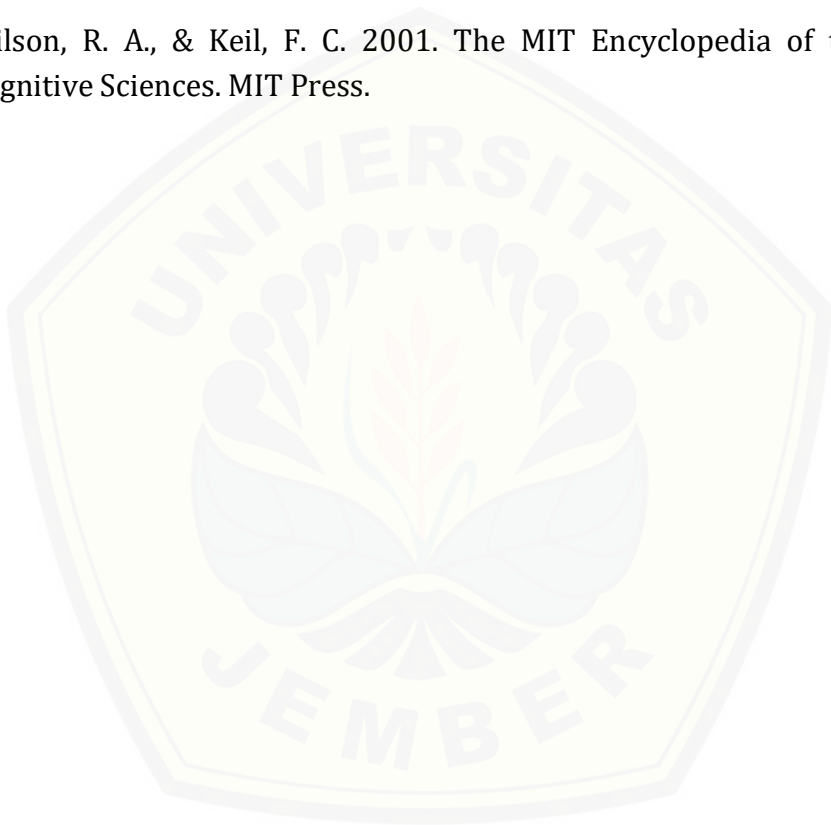 ilson, R. A., & Keil, F. C. 2001. The MIT Encyclopedia of t
gnitive Sciences. MIT Press.
UNIVERSITAS
JEMBER